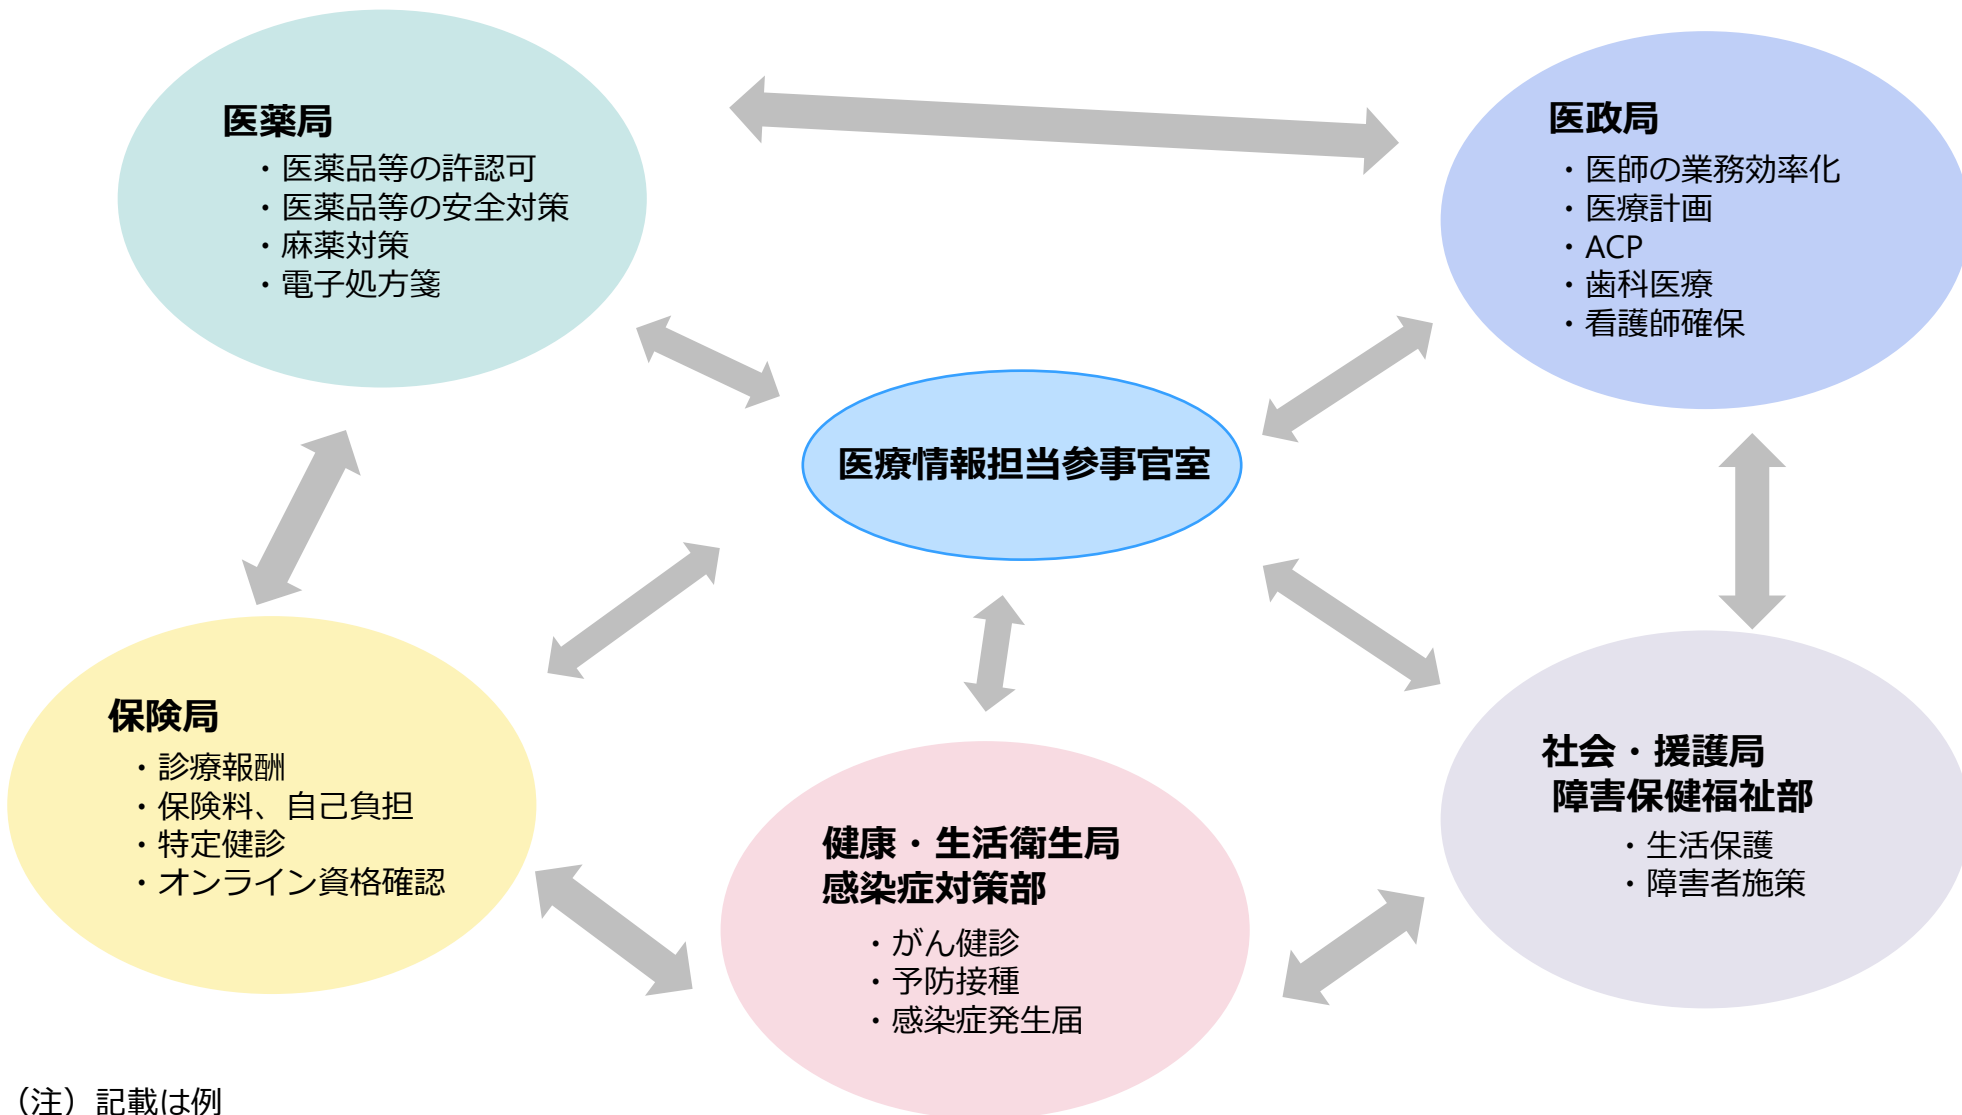 医薬局
・医薬品等の許認可
・医薬品等の安全対策
・麻薬対策
・電子処方箋
医政局
・医師の業務効率化
・医療計画
・ACP
・歯科医療
・看護師確保
医療情報担当参事官室
保険局
・診療報酬
・保険料、自己負担
・特定健診
・オンライン資格確認
健康・生活衛生局
感染症対策部
・がん健診
・予防接種
・感染症発生届
社会・援護局
障害保健福祉部
・生活保護
・障害者施策
（注）記載は例